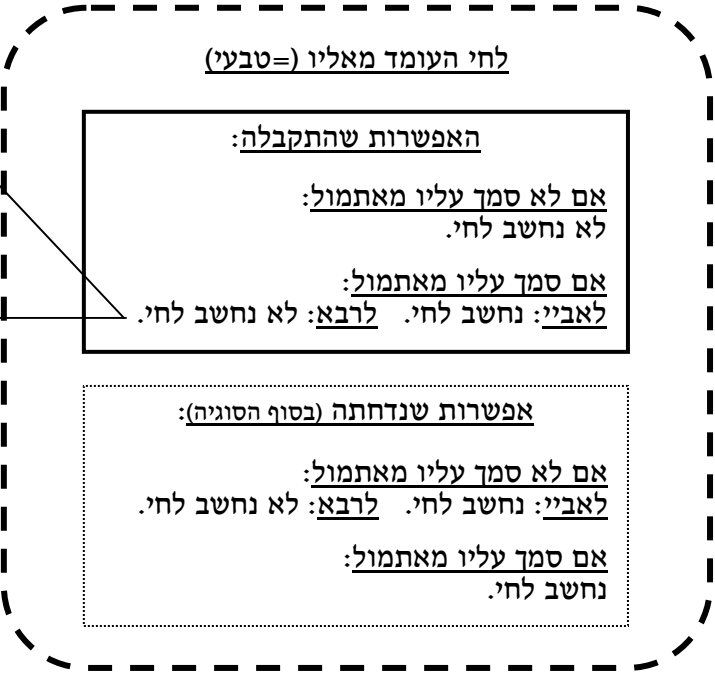 לחי העומד מאליו (=טבעי)
האפשרות שהתקבלה:
אם לא סמך עליו מאתמול:
לא נחשב לחי.
אם סמך עליו מאתמול:
לאביי: נחשב לחי. לרבא: לא נחשב לחי.
אפשרות שנדחתה (בסוף הסוגיה):
אם לא סמך עליו מאתמול:
לאביי: נחשב לחי. לרבא: לא נחשב לחי.
אם סמך עליו מאתמול:
נחשב לחי.